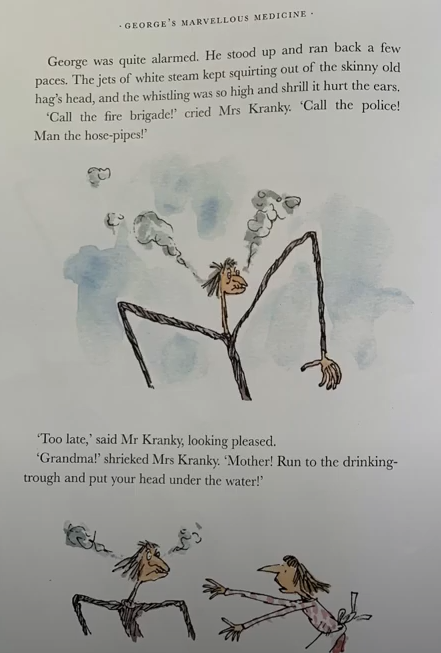 · GEORGE'S MARVELLOUS MEDICINE ·
George was quite alarmed. He stood up and ran back a few
paces. The jets of white steam kept squirting out of the skinny old
hag's head, and the whistling was so high and shrill it hurt the ears.
‘Call the fire brigade!’ cried Mrs Kranky. ‘Call the police!
Man the hose-pipes!’
‘Too late,’ said Mr Kranky, looking pleased.
‘Grandma!’ shrieked Mrs Kranky. ‘Mother! Run to the drinking-
trough and put your head under the water!’